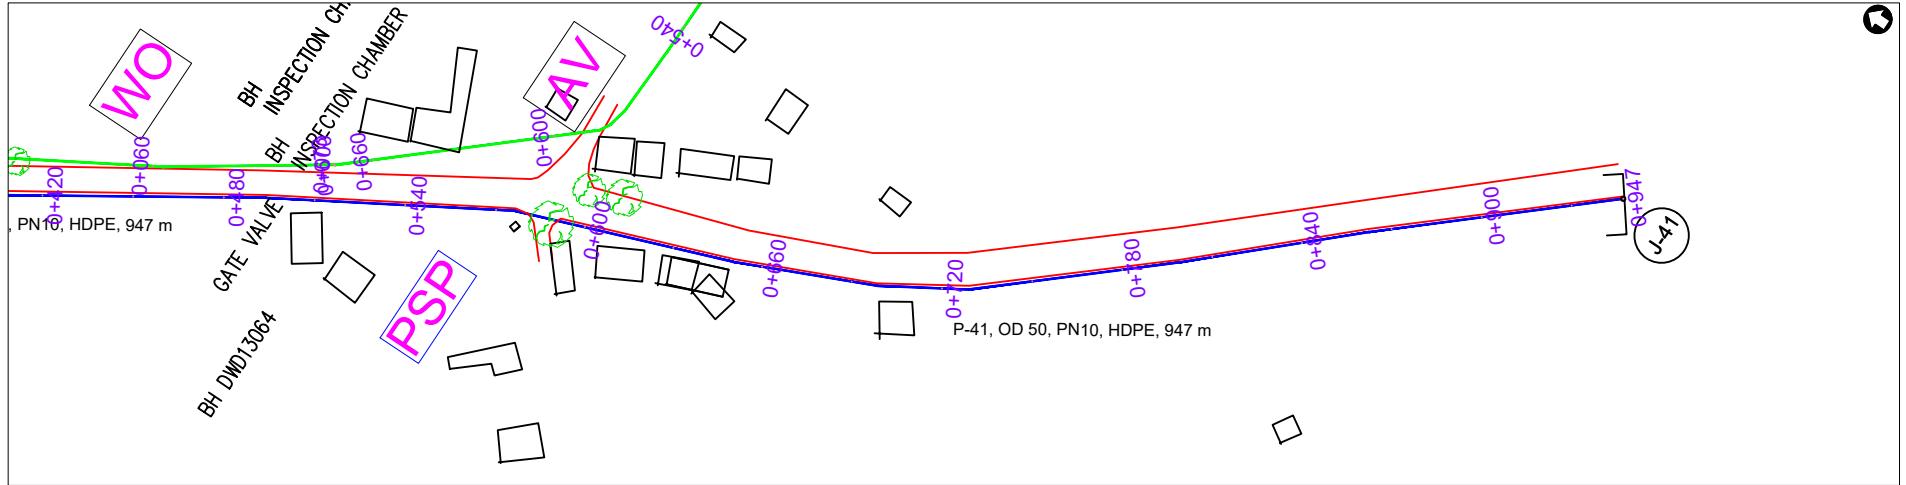 WO
BH
INSPECTION CH
BH
INSPECTION CHAMBER
AV
0+540
0+060
0+660
0+600
0+420
0+480
0+540
0+600
0+660
0+720
0+780
0+840
0+900
0+947
J-41
, PN10, HDPE, 947 m
GATE VALVE
PSP
P-41, OD 50, PN10, HDPE, 947 m
BH DWD13064